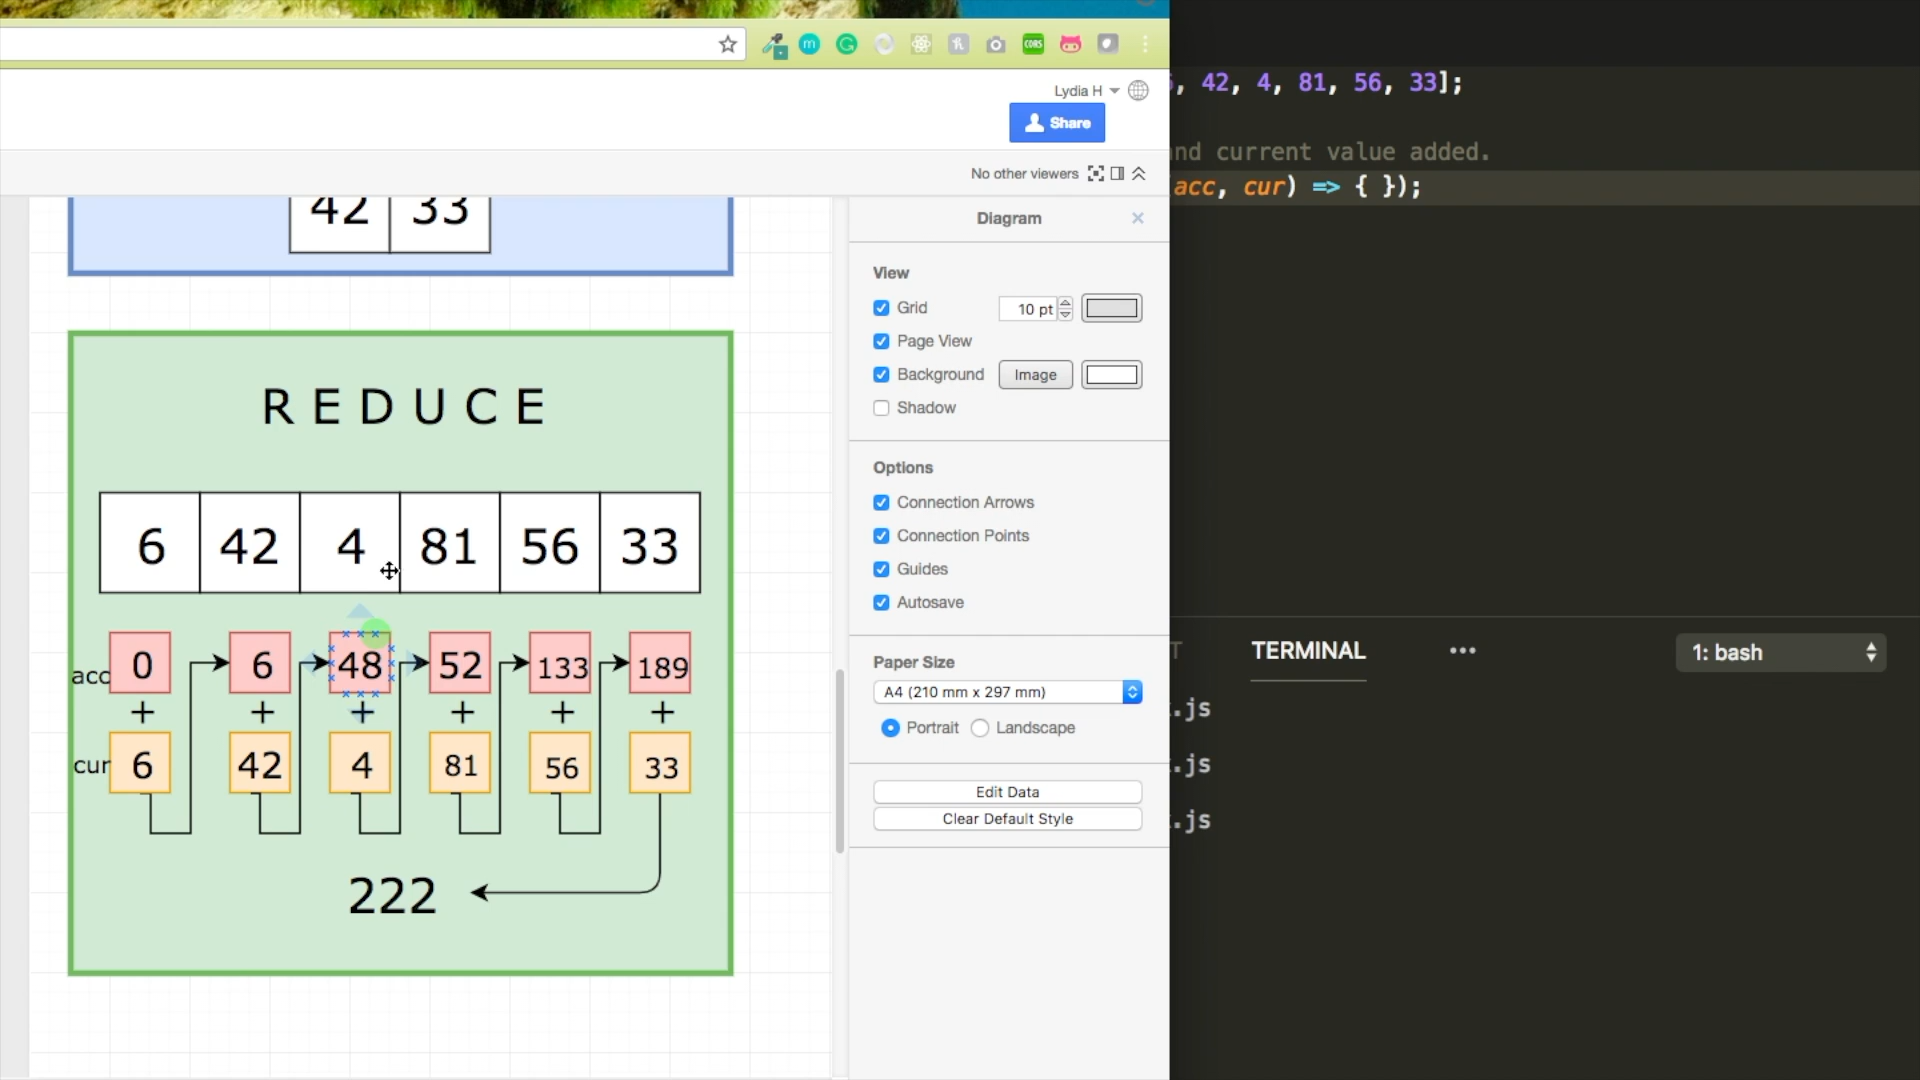 CORS
Lydia H
Share
No other viewers
42 33
REDUCE
6 42 4 81 56 33
acc 0 6 48 52 133 189
+ + + + + +
cur 6 42 4 81 56 33
222
Diagram
View
Grid 10 pt
Page View
Background Image
Shadow
Options
Connection Arrows
Connection Points
Guides
Autosave
Paper Size
A4 (210 mm x 297 mm)
Portrait Landscape
Edit Data
Clear Default Style
, 42, 4, 81, 56, 33];
and current value added.
acc, cur) => { });
TERMINAL ••• 1: bash
.js
.js
.js